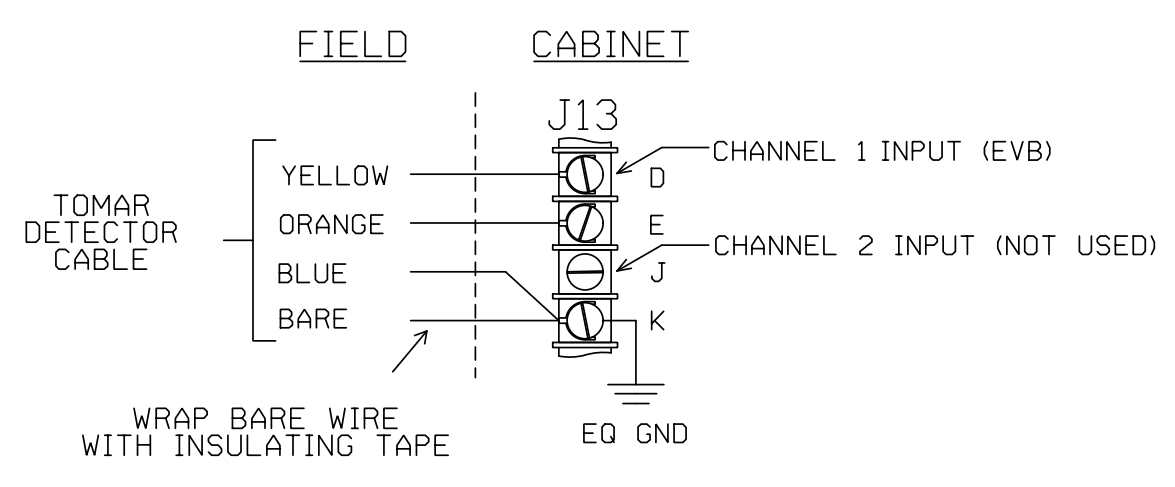 FIELD
CABINET
J13
CHANNEL 1 INPUT (EVB)
YELLOW
D
TOMAR
DETECTOR
CABLE
ORANGE
E
CHANNEL 2 INPUT (NOT USED)
BLUE
J
BARE
K
WRAP BARE WIRE
WITH INSULATING TAPE
EQ GND